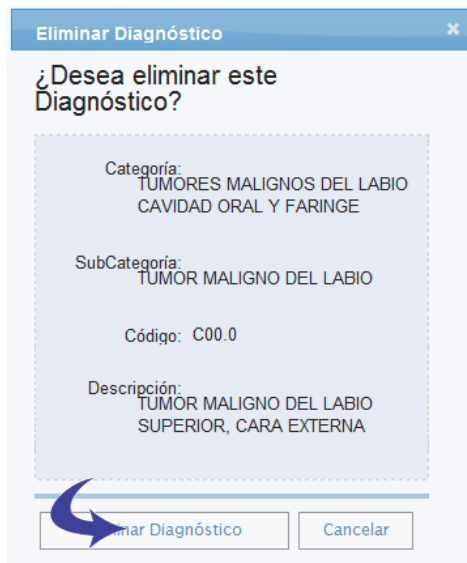 Eliminar Diagnóstico
¿Desea eliminar este
Diagnóstico?
Categoría:
TUMORES MALIGNOS DEL LABIO
CAVIDAD ORAL Y FARINGE
SubCategoría:
TUMOR MALIGNO DEL LABIO
Código: C00.0
Descripción:
TUMOR MALIGNO DEL LABIO
SUPERIOR, CARA EXTERNA
Diagnóstico Cancelar